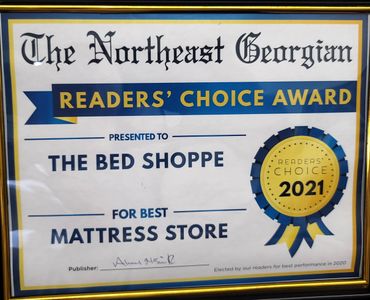 The Northeast Georgian
READERS' CHOICE AWARD
PRESENTED TO
THE BED SHOPPE
READERS'
CHOICE
2021
FOR BEST
MATTRESS STORE
Publisher:
Elected by our readers for best performance in 2020